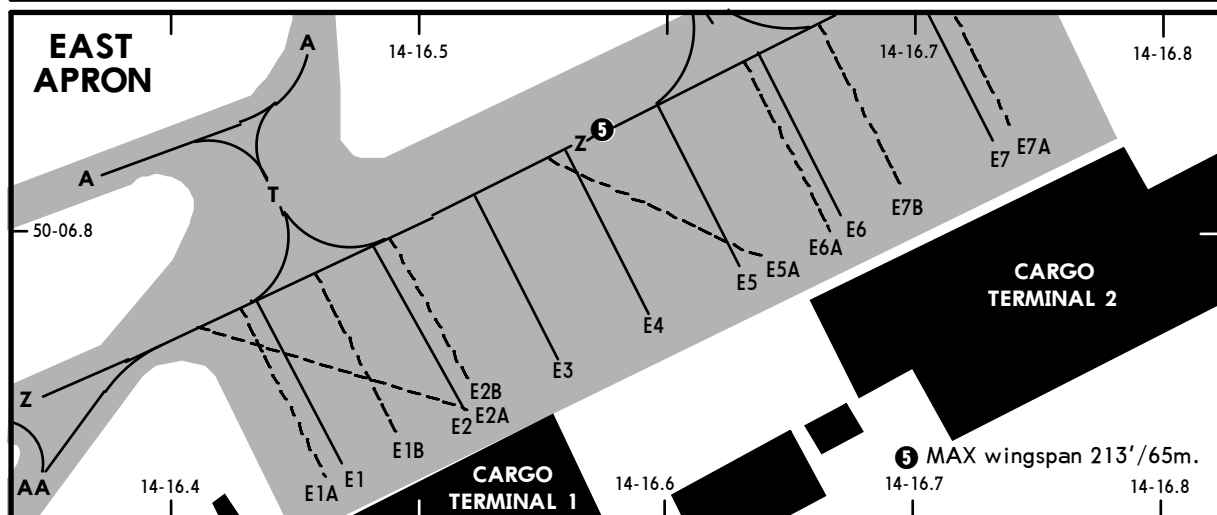 EAST
APRON
A
14-16.5
14-16.7
14-16.8
Z
5
E7
E7A
A
T
E7B
50-06.8
E6
E6A
E5A
E5
CARGO
TERMINAL 2
E4
E3
E2B
E2A
E2
Z
E1B
E1
E1A
AA
14-16.4
CARGO
TERMINAL 1
14-16.6
5 MAX wingspan 213'/65m.
14-16.7
14-16.8